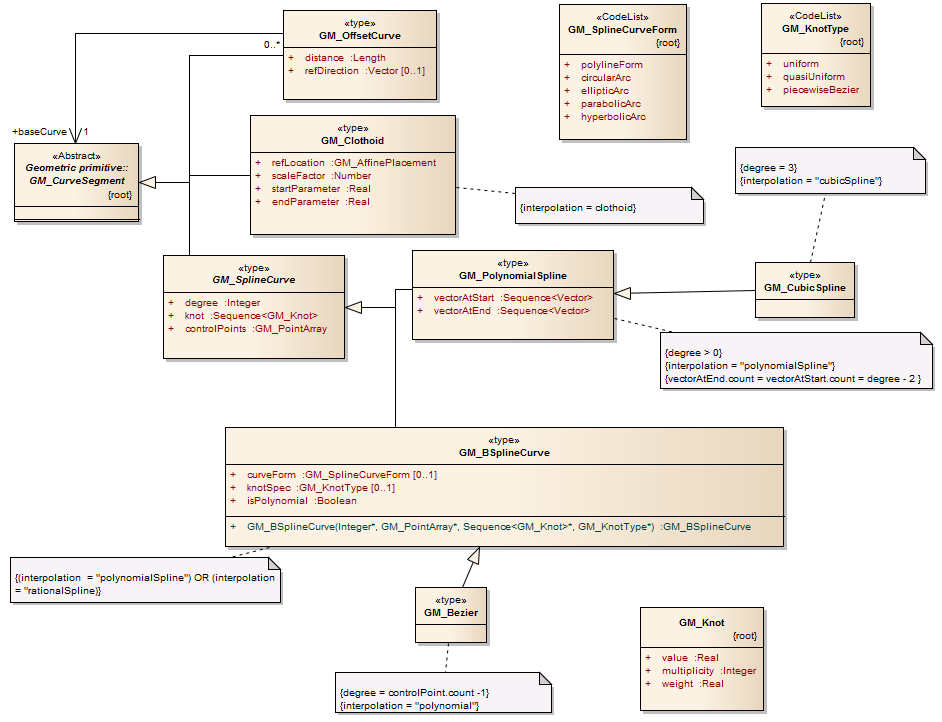 «type»
GM_OffsetCurve
+ distance :Length
+ refDirection :Vector [0..1]
0..*
+baseCurve
1
«CodeList»
GM_SplineCurveForm
{root}
+ polylineForm
+ circularArc
+ ellipticArc
+ parabolicArc
+ hyperbolicArc
«CodeList»
GM_KnotType
{root}
+ uniform
+ quasiUniform
+ piecewiseBezier
«Abstract»
Geometric primitive::
GM_CurveSegment
{root}
«type»
GM_Clothoid
+ refLocation :GM_AffinePlacement
+ scaleFactor :Number
+ startParameter :Real
+ endParameter :Real
{interpolation = clothoid}
{degree = 3}
{interpolation = "cubicSpline"}
«type»
GM_SplineCurve
+ degree :Integer
+ knot :Sequence<GM_Knot>
+ controlPoints :GM_PointArray
«type»
GM_PolynomialSpline
+ vectorAtStart :Sequence<Vector>
+ vectorAtEnd :Sequence<Vector>
«type»
GM_CubicSpline
{degree > 0}
{interpolation = "polynomialSpline"}
{vectorAtEnd.count = vectorAtStart.count = degree - 2 }
«type»
GM_BSplineCurve
+ curveForm :GM_SplineCurveForm [0..1]
+ knotSpec :GM_KnotType [0..1]
+ isPolynomial :Boolean
+ GM_BSplineCurve(Integer*, GM_PointArray*, Sequence<GM_Knot>*, GM_KnotType*) :GM_BSplineCurve
{(interpolation = "polynomialSpline") OR (interpolation
= "rationalSpline)}
«type»
GM_Bezier
{degree = controlPoint.count -1}
{interpolation = "polynomial"}
GM_Knot
{root}
+ value :Real
+ multiplicity :Integer
+ weight :Real